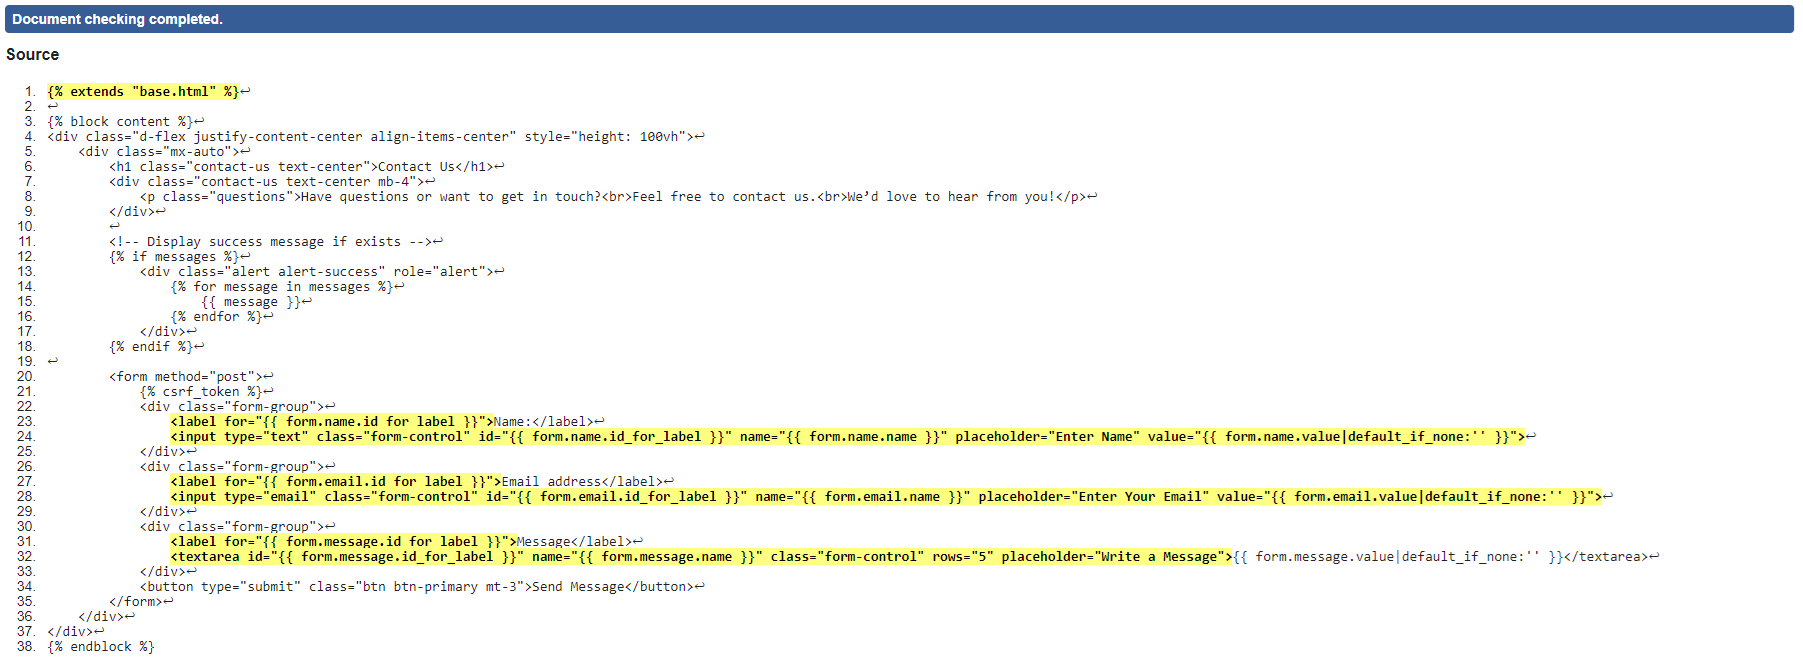 Document checking completed.
Source
1. {% extends "base.html" %}↩
2. ↩
3. {% block content %}↩
4. <div class="d-flex justify-content-center align-items-center" style="height: 100vh">↩
5.     <div class="mx-auto">↩
6.         <h1 class="contact-us text-center">Contact Us</h1>↩
7.         <div class="contact-us text-center mb-4">↩
8.             <p class="questions">Have questions or want to get in touch?<br>Feel free to contact us.<br>We’d love to hear from you!</p>↩
9.         </div>↩
10.         ↩
11.         <!-- Display success message if exists -->↩
12.         {% if messages %}↩
13.             <div class="alert alert-success" role="alert">↩
14.                 {% for message in messages %}↩
15.                     {{ message }}↩
16.                 {% endfor %}↩
17.             </div>↩
18.         {% endif %}↩
19. ↩
20.         <form method="post">↩
21.             {% csrf_token %}↩
22.             <div class="form-group">↩
23.                 <label for="{{ form.name.id_for_label }}">Name:</label>↩
24.                 <input type="text" class="form-control" id="{{ form.name.id_for_label }}" name="{{ form.name.name }}" placeholder="Enter Name" value="{{ form.name.value|default_if_none:'' }}">↩
25.             </div>↩
26.             <div class="form-group">↩
27.                 <label for="{{ form.email.id_for_label }}">Email address</label>↩
28.                 <input type="email" class="form-control" id="{{ form.email.id_for_label }}" name="{{ form.email.name }}" placeholder="Enter Your Email" value="{{ form.email.value|default_if_none:'' }}">↩
29.             </div>↩
30.             <div class="form-group">↩
31.                 <label for="{{ form.message.id_for_label }}">Message</label>↩
32.                 <textarea id="{{ form.message.id_for_label }}" name="{{ form.message.name }}" class="form-control" rows="5" placeholder="Write a Message">{{ form.message.value|default_if_none:'' }}</textarea>↩
33.             </div>↩
34.             <button type="submit" class="btn btn-primary mt-3">Send Message</button>↩
35.         </form>↩
36.     </div>↩
37. </div>↩
38. {% endblock %}